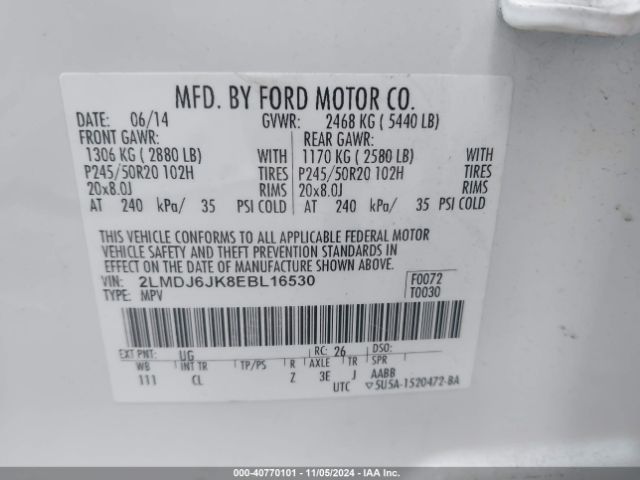 MFD. BY FORD MOTOR CO.
DATE: 06/14 GVWR: 2468 KG ( 5440 LB)
FRONT GAWR: REAR GAWR:
1306 KG ( 2880 LB) WITH 1170 KG ( 2580 LB) WITH
P245/50R20 102H TIRES P245/50R20 102H TIRES
20x8.0J RIMS 20x8.0J RIMS
AT 240 kPa/ 35 PSI COLD AT 240 kPa/ 35 PSI COLD
THIS VEHICLE CONFORMS TO ALL APPLICABLE FEDERAL MOTOR
VEHICLE SAFETY AND THEFT PREVENTION STANDARDS IN
EFFECT ON THE DATE OF MANUFACTURE SHOWN ABOVE.
VIN: 2LMDJ6JK8EBL16530 F0072
TYPE: MPV T0030
EXT PNT: UG RC: 26 DSO:
WB INT TR TP/PS R AXLE TR SPR
111 CL Z 3E J AABB
UTC 5U5A-1520472-BA
Stock: 40770101 - 11/05/2024 - IAA Inc.